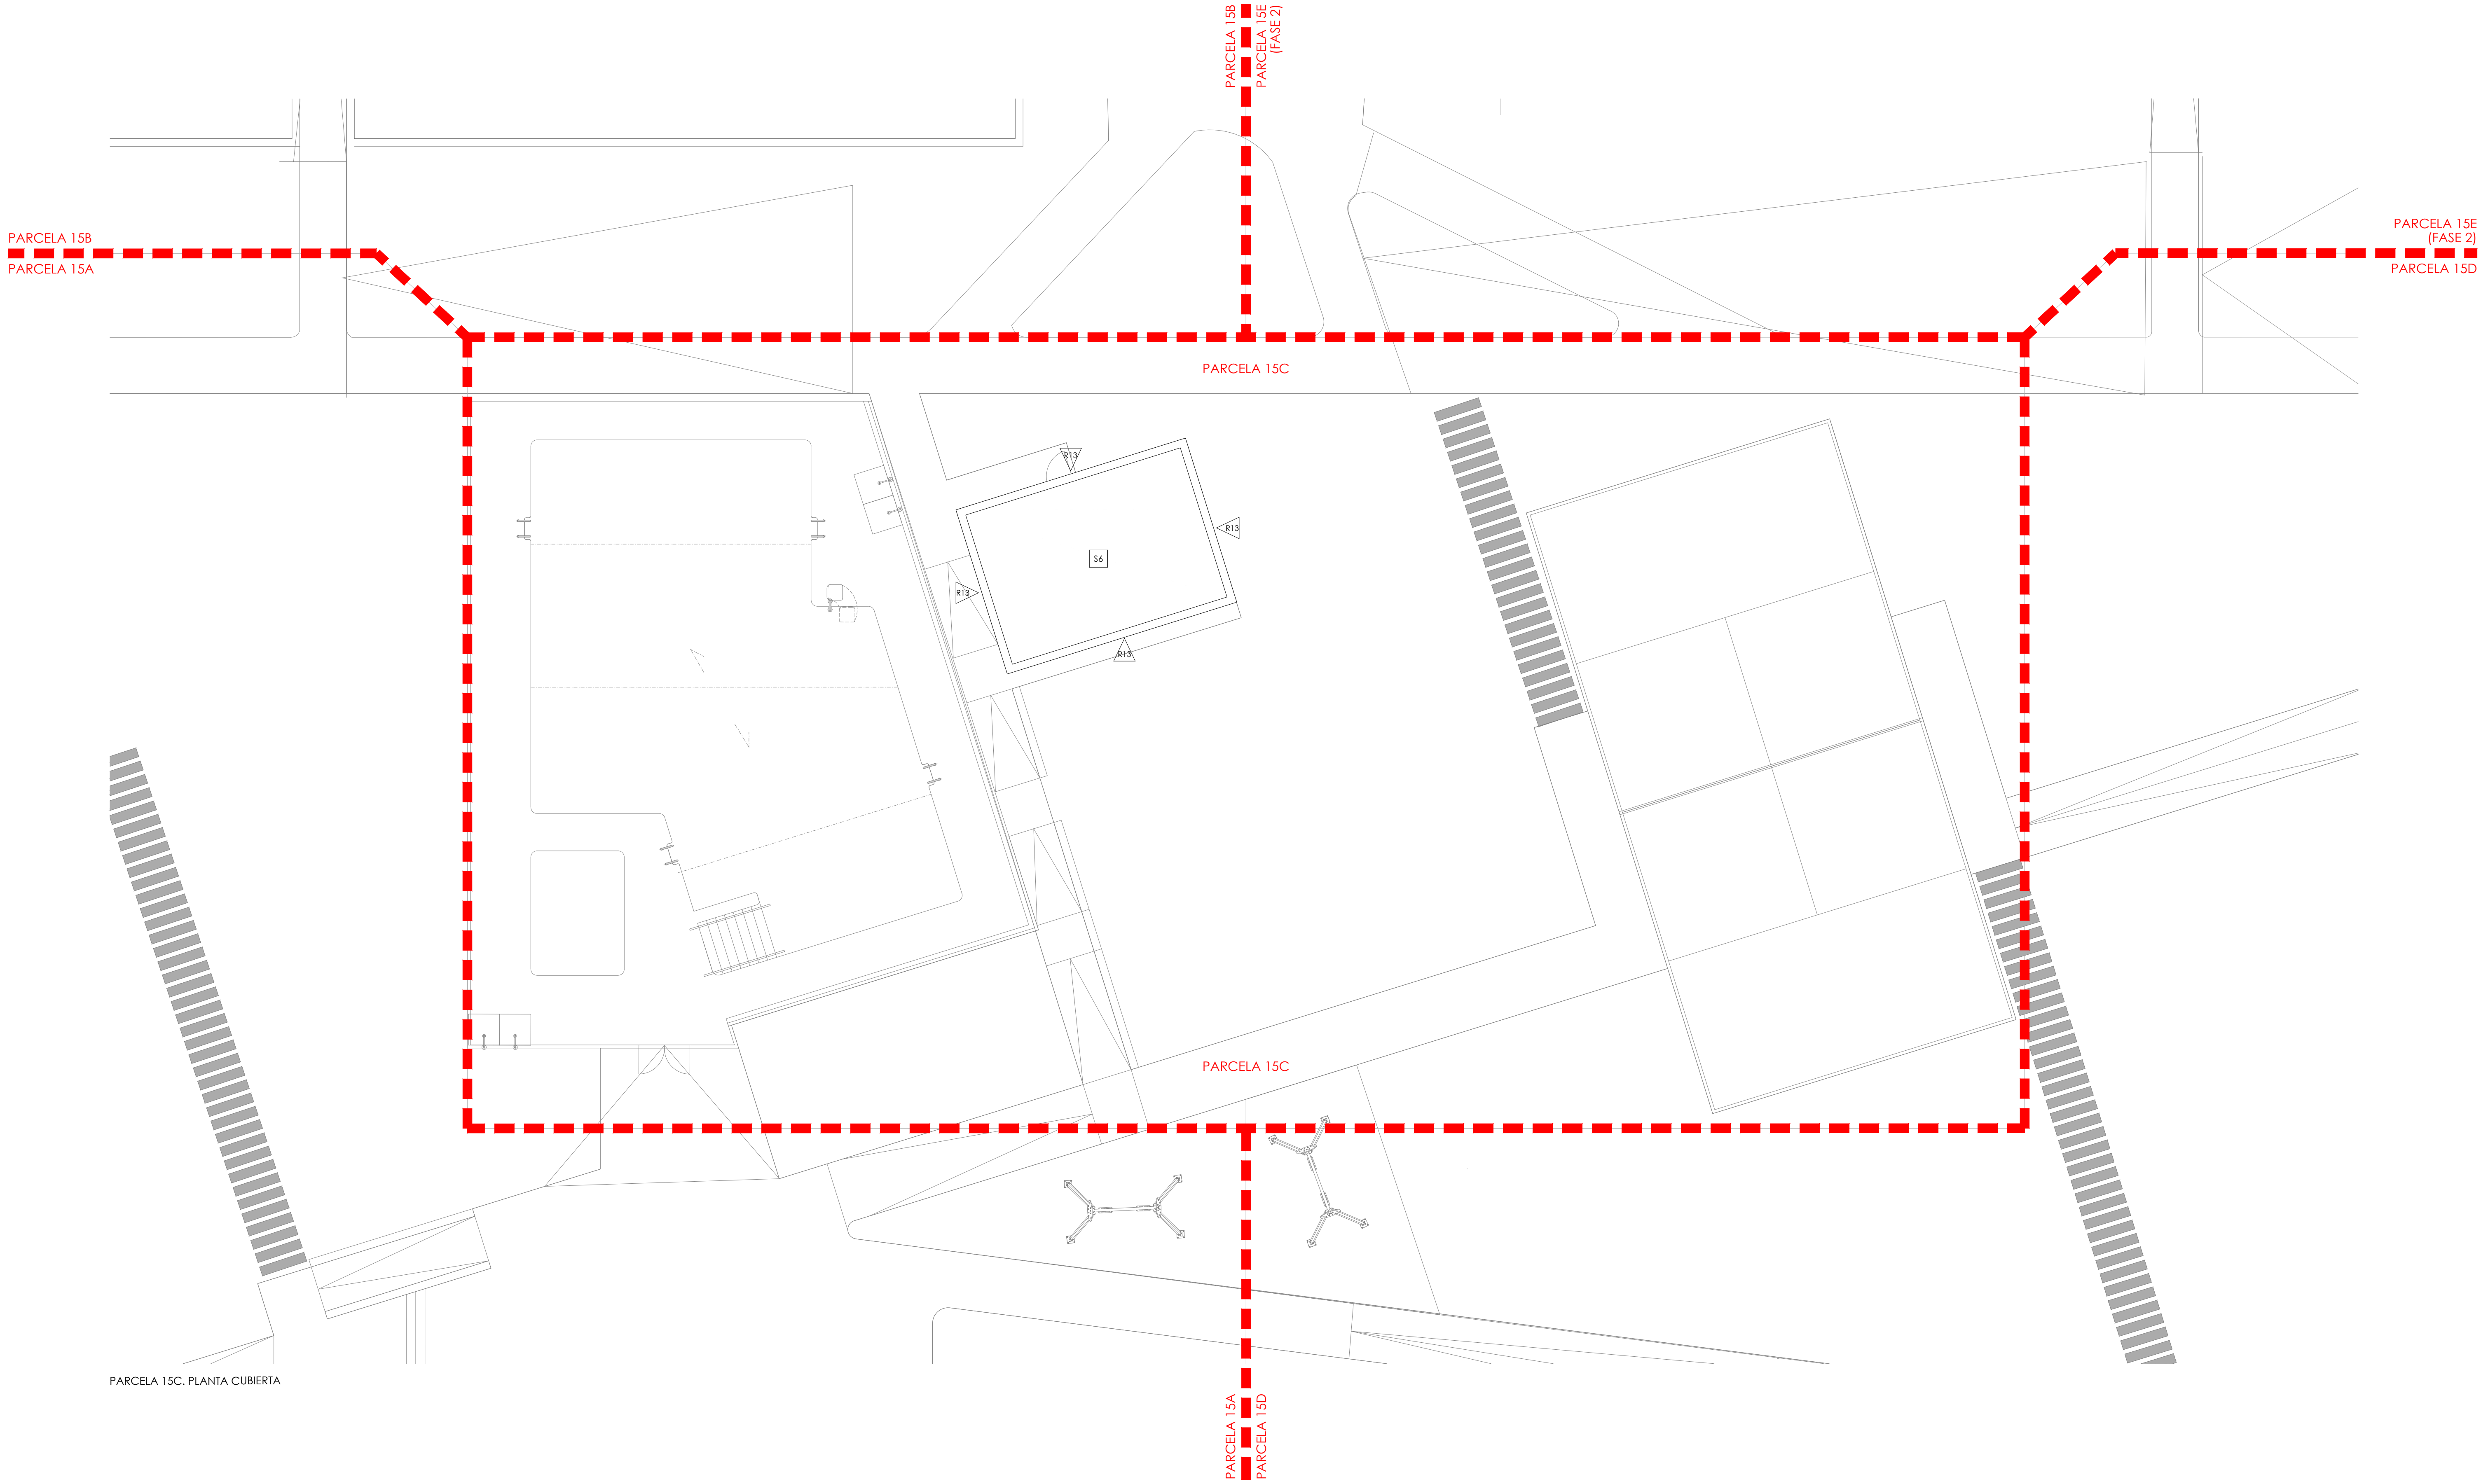 PARCELA 15B
PARCELA 15E
(FASE 2)
PARCELA 15B
PARCELA 15A
PARCELA 15E
(FASE 2)
PARCELA 15D
PARCELA 15C
R13
R13
S6
R13
R13
PARCELA 15C
PARCELA 15C. PLANTA CUBIERTA
PARCELA 15A
PARCELA 15D